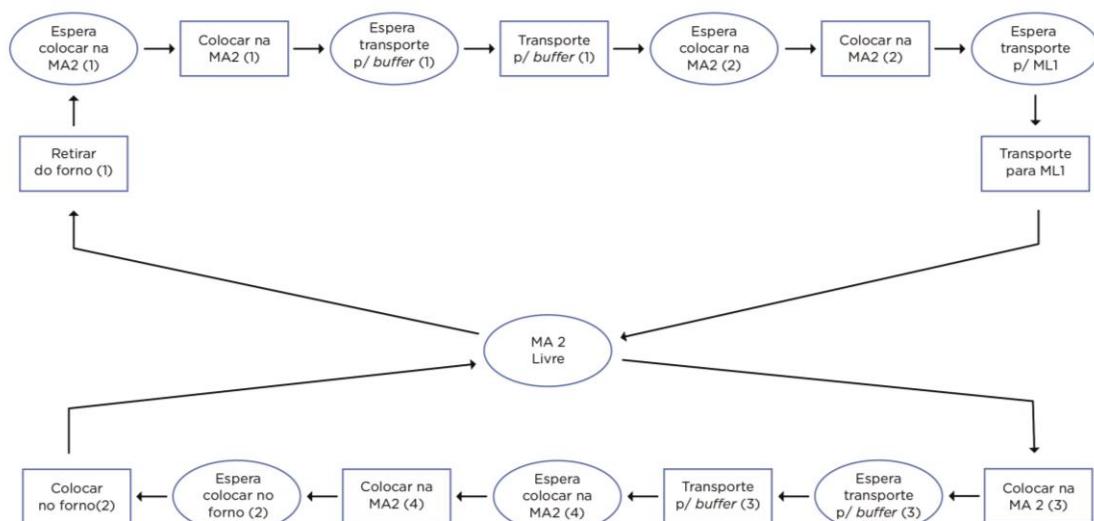 Espera
colocar na
MA2 (1)
Colocar na
MA2 (1)
Espera
transporte
p/ buffer (1)
Transporte
p/ buffer (1)
Espera
colocar na
MA2 (2)
Colocar na
MA2 (2)
Espera
transporte
p/ ML1
Retirar
do forno (1)
Transporte
para ML1
MA 2
Livre
Colocar
no forno(2)
Espera
colocar no
forno (2)
Colocar na
MA2 (4)
Espera
colocar na
MA2 (4)
Transporte
p/ buffer (3)
Espera
transporte
p/ buffer (3)
Colocar na
MA 2 (3)